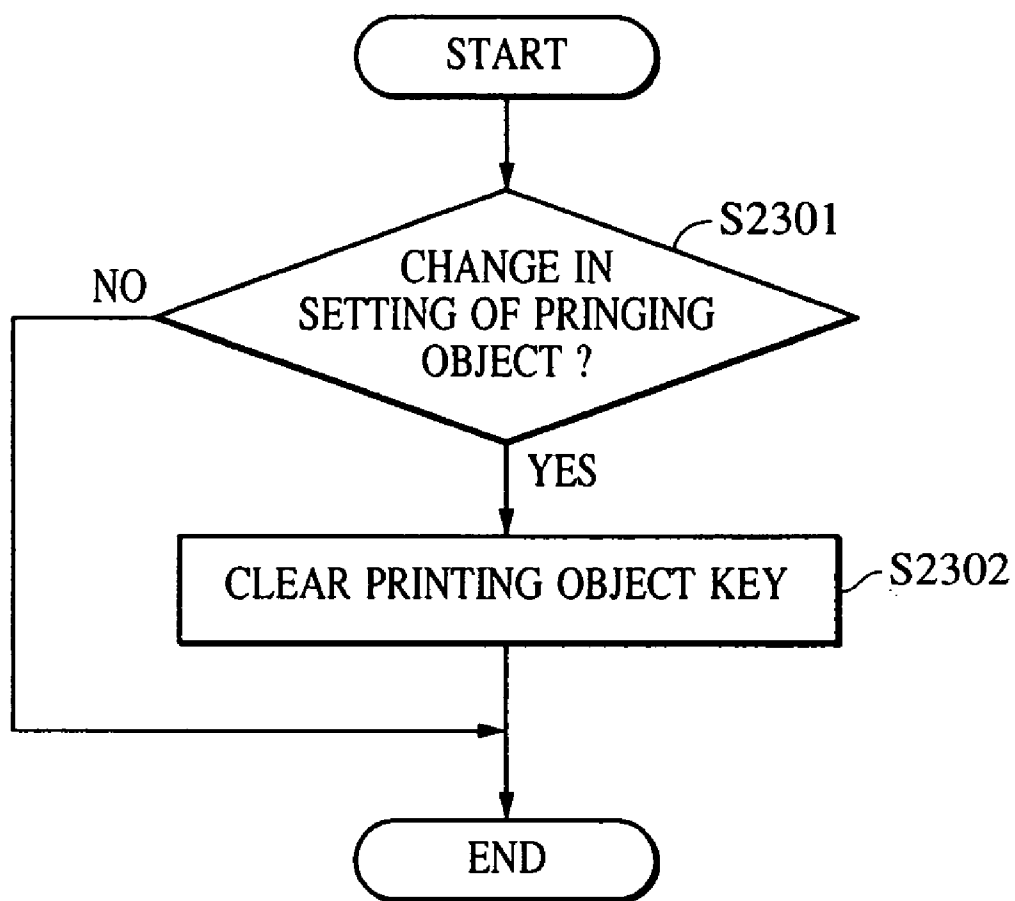 START
S2301
NO
CHANGE IN
SETTING OF PRINGING
OBJECT ?
YES
CLEAR PRINTING OBJECT KEY
S2302
END